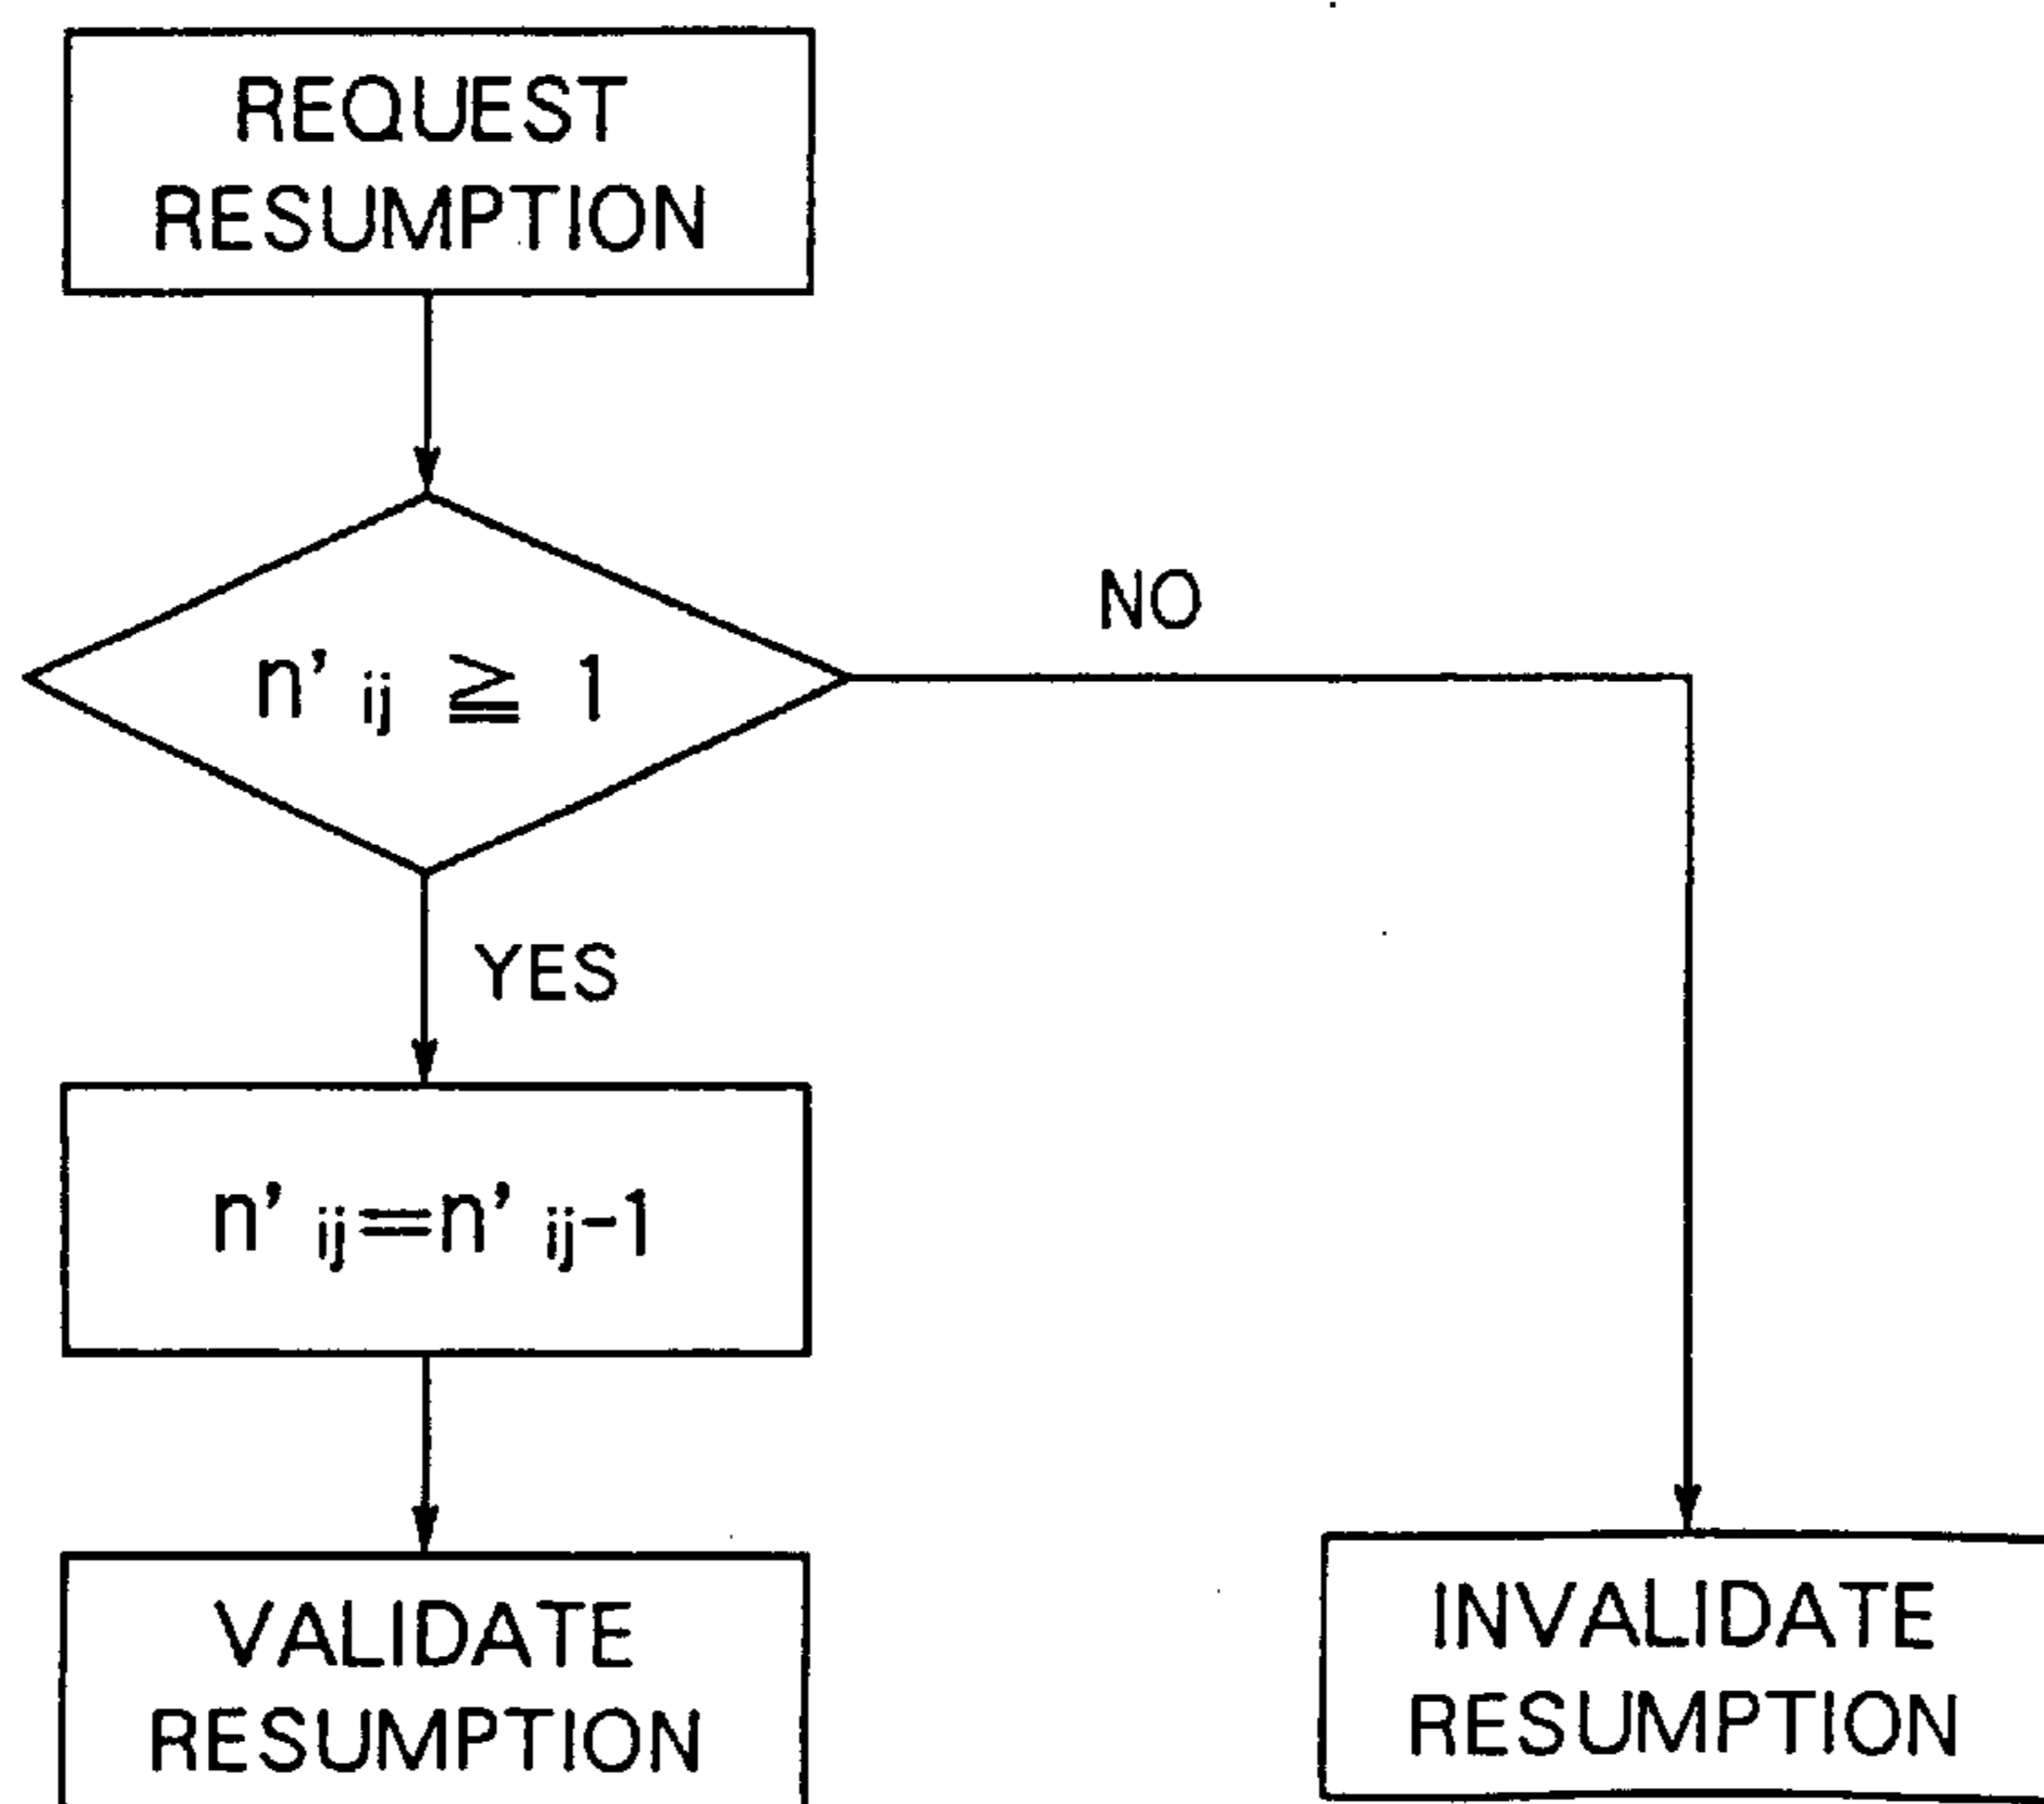 REQUEST
RESUMPTION
n' ij ≧ 1
NO
YES
n' ij=n' ij-1
VALIDATE
RESUMPTION
INVALIDATE
RESUMPTION